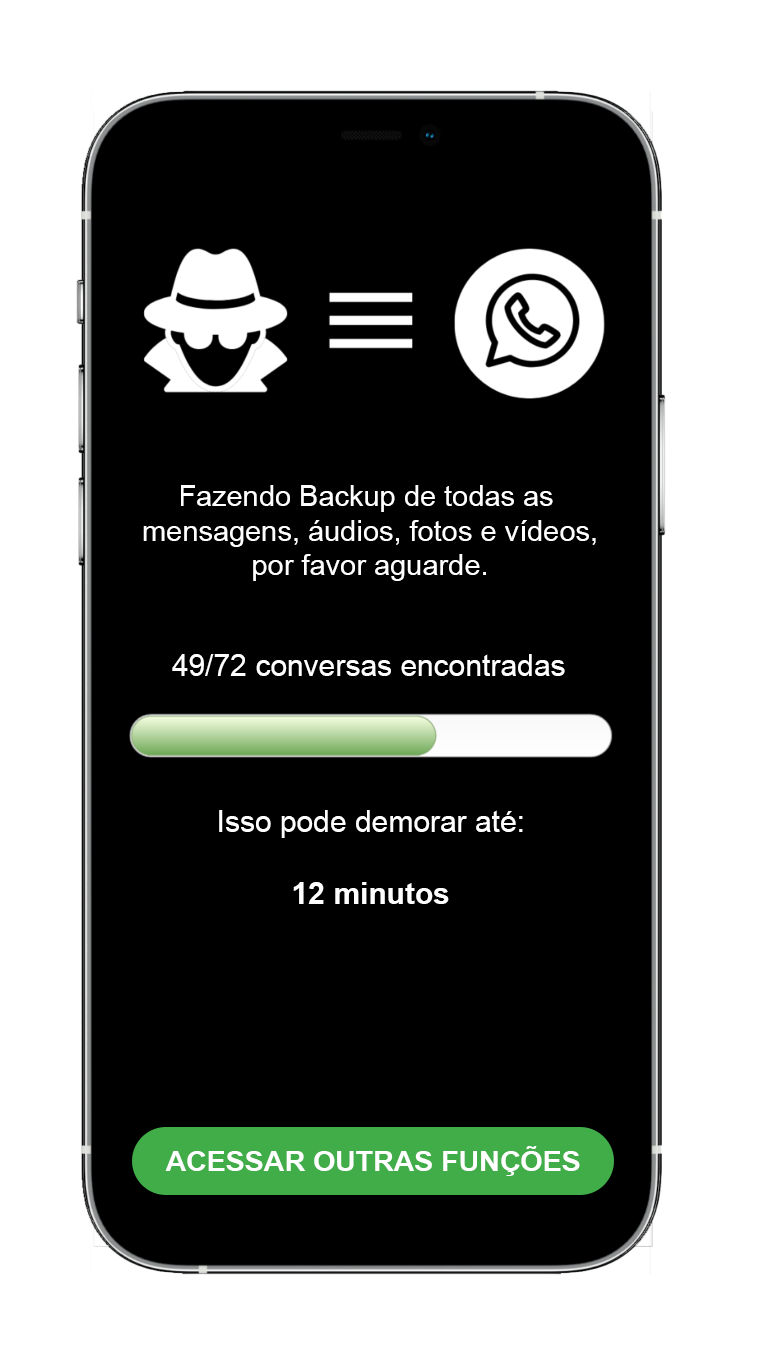 Fazendo Backup de todas as
mensagens, áudios, fotos e vídeos,
por favor aguarde.
49/72 conversas encontradas
Isso pode demorar até:
12 minutos
ACESSAR OUTRAS FUNÇÕES